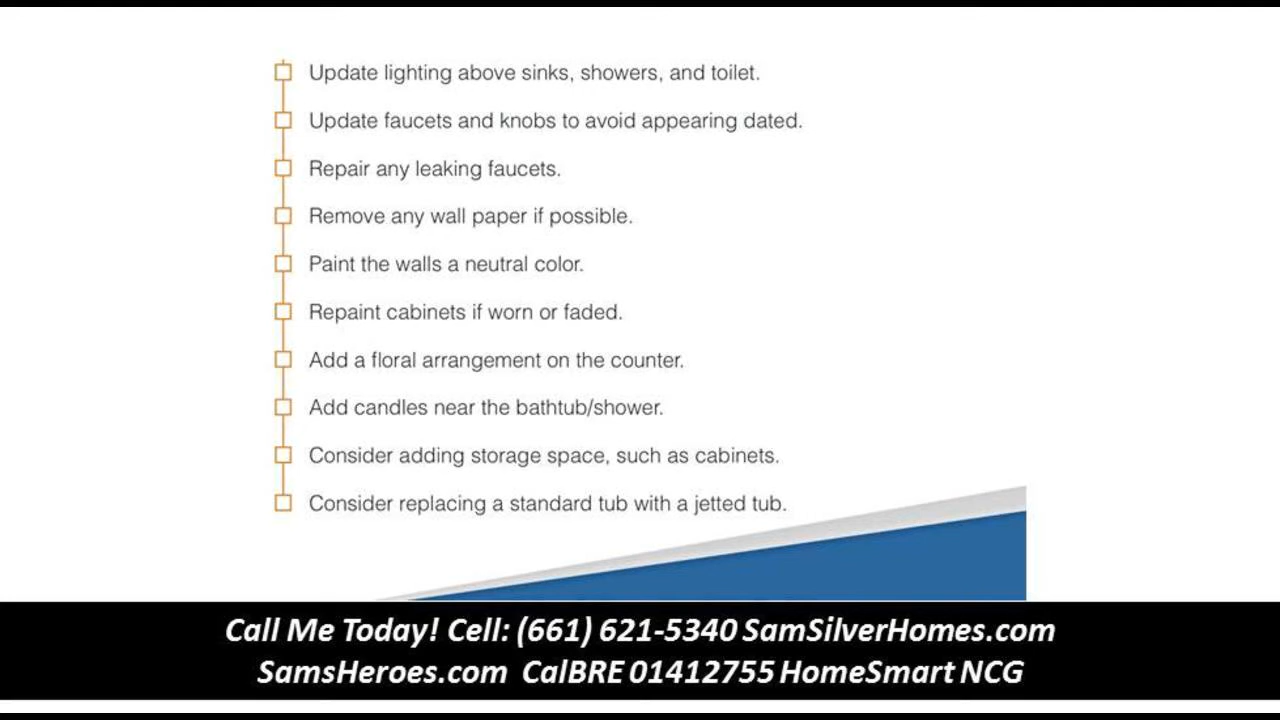 Update lighting above sinks, showers, and toilet.
Update faucets and knobs to avoid appearing dated.
Repair any leaking faucets.
Remove any wall paper if possible.
Paint the walls a neutral color.
Repaint cabinets if worn or faded.
Add a floral arrangement on the counter.
Add candles near the bathtub/shower.
Consider adding storage space, such as cabinets.
Consider replacing a standard tub with a jetted tub.
Call Me Today! Cell: (661) 621-5340 SamSilverHomes.com
SamsHeroes.com CalBRE 01412755 HomeSmart NCG